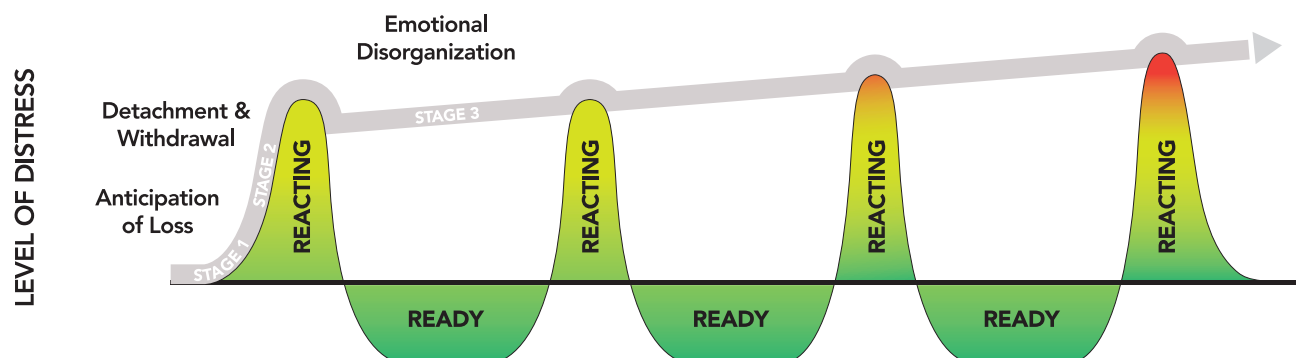 Emotional
Disorganization
Detachment &
Withdrawal
Anticipation
of Loss
LEVEL OF DISTRESS
STAGE 1
STAGE 2
STAGE 3
REACTING
REACTING
REACTING
REACTING
READY
READY
READY